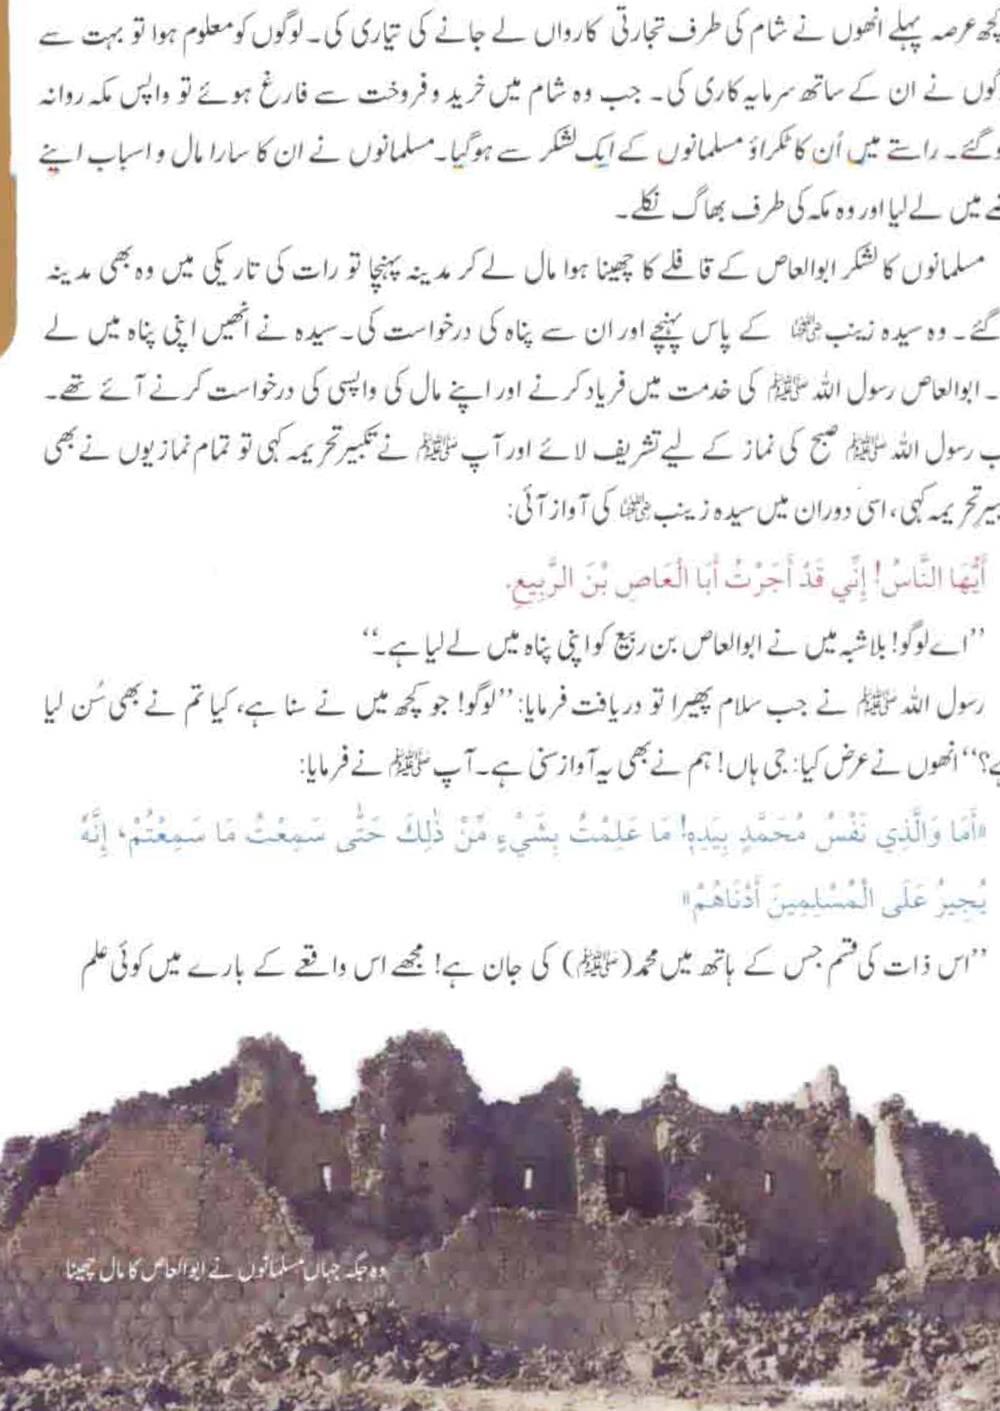 کچھ عرصہ پہلے انھوں نے شام کی طرف تجارتی کارواں لے جانے کی تیاری کی۔ لوگوں کو معلوم ہوا تو بہت سے
گوں نے ان کے ساتھ سرمایہ کاری کی۔ جب وہ شام میں خرید و فروخت سے فارغ ہوئے تو واپس مکہ روانہ
وگئے۔ راستے میں اُن کا ٹکراؤ مسلمانوں کے ایک لشکر سے ہوگیا۔ مسلمانوں نے ان کا سارا مال و اسباب اپنے
ضے میں لے لیا اور وہ مکہ کی طرف بھاگ نکلے۔
مسلمانوں کا لشکر ابوالعاص کے قافلے کا چھینا ہوا مال لے کر مدینہ پہنچا تو رات کی تاریکی میں وہ بھی مدینہ
گئے۔ وہ سیدہ زینب رضی اللہ عنہا کے پاس پہنچے اور ان سے پناہ کی درخواست کی۔ سیدہ نے انھیں اپنی پناہ میں لے
۔ ابوالعاص رسول اللہ ﷺ کی خدمت میں فریاد کرنے اور اپنے مال کی واپسی کی درخواست کرنے آئے تھے۔
ب رسول اللہ ﷺ صبح کی نماز کے لیے تشریف لائے اور آپ ﷺ نے تکبیر تحریمہ کہی تو تمام نمازیوں نے بھی
بیر تحریمہ کہی، اسی دوران میں سیدہ زینب رضی اللہ عنہا کی آواز آئی:
أَيُّهَا النَّاسُ! إِنِّي قَدْ أَجَرْتُ أَبَا الْعَاصِ بْنَ الرَّبِيعِ.
’’اے لوگو! بلاشبہ میں نے ابوالعاص بن ربیع کو اپنی پناہ میں لے لیا ہے۔‘‘
رسول اللہ ﷺ نے جب سلام پھیرا تو دریافت فرمایا: ’’لوگو! جو کچھ میں نے سنا ہے، کیا تم نے بھی سُن لیا
ہے؟‘‘ انھوں نے عرض کیا: جی ہاں! ہم نے بھی یہ آواز سنی ہے۔ آپ ﷺ نے فرمایا:
«أَمَا وَالَّذِي نَفْسُ مُحَمَّدٍ بِيَدِهِ! مَا عَلِمْتُ بِشَيْءٍ مِّنْ ذٰلِكَ حَتّٰى سَمِعْتُ مَا سَمِعْتُمْ، إِنَّهُ
يُجِيرُ عَلَى الْمُسْلِمِينَ أَدْنَاهُمْ»
’’اس ذات کی قسم جس کے ہاتھ میں محمد (ﷺ) کی جان ہے! مجھے اس واقعے کے بارے میں کوئی علم
وہ جگہ جہاں مسلمانوں نے ابوالعاص کا مال چھینا